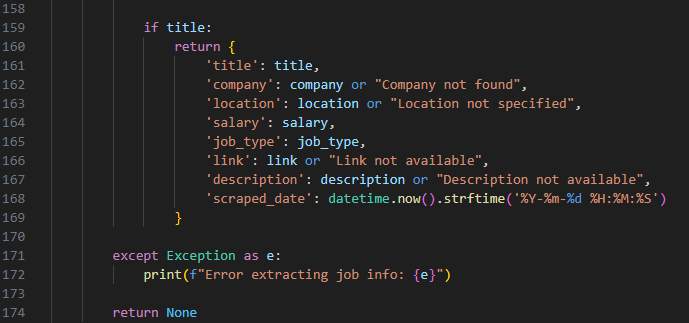 158
159 if title:
160 return {
161 'title': title,
162 'company': company or "Company not found",
163 'location': location or "Location not specified",
164 'salary': salary,
165 'job_type': job_type,
166 'link': link or "Link not available",
167 'description': description or "Description not available",
168 'scraped_date': datetime.now().strftime('%Y-%m-%d %H:%M:%S')
169 }
170
171 except Exception as e:
172 print(f"Error extracting job info: {e}")
173
174 return None